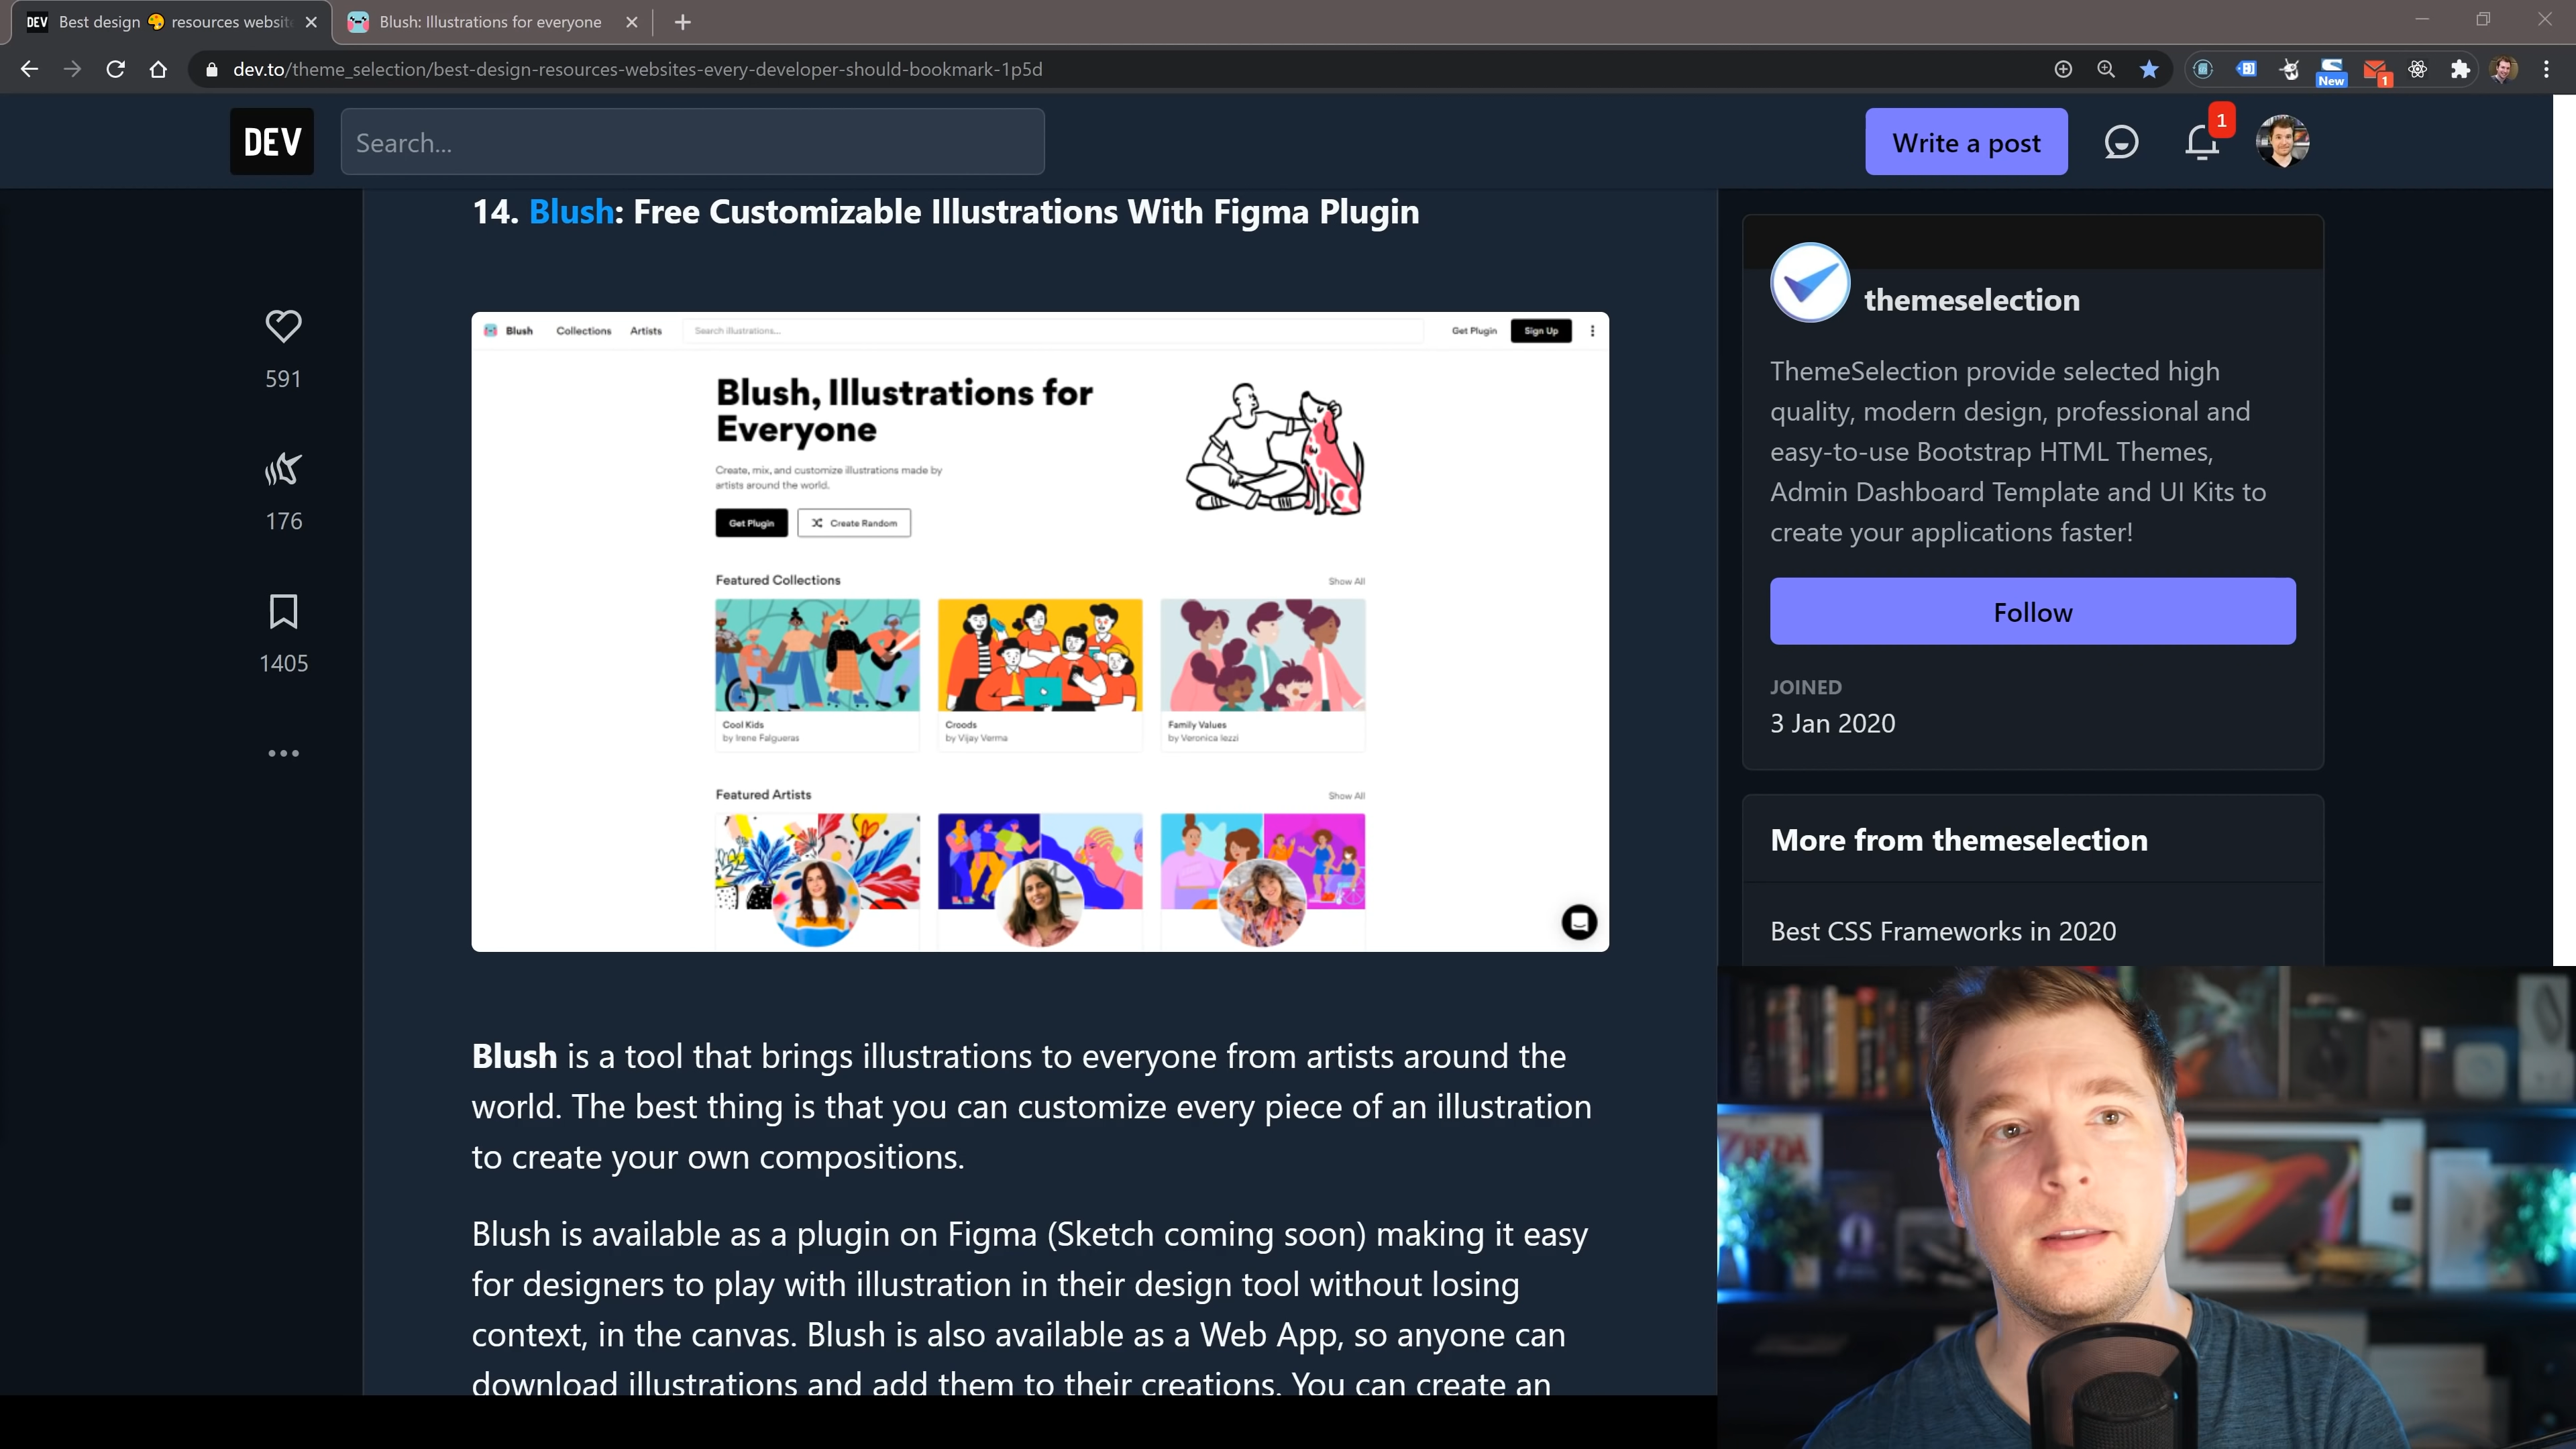 DEV Best design 🎨 resources websit
Blush: Illustrations for everyone
dev.to/theme_selection/best-design-resources-websites-every-developer-should-bookmark-1p5d
New
1
DEV
Search...
Write a post
1
14. Blush: Free Customizable Illustrations With Figma Plugin
591
176
1405
Blush Collections Artists Search illustrations... Get Plugin Sign Up
Blush, Illustrations for
Everyone
Create, mix, and customize illustrations made by
artists around the world.
Get Plugin Create Random
Featured Collections Show All
Cool Kids
by Irene Falgueras
Croods
by Vijay Verma
Family Values
by Veronica Iezzi
Featured Artists Show All
Blush is a tool that brings illustrations to everyone from artists around the
world. The best thing is that you can customize every piece of an illustration
to create your own compositions.
Blush is available as a plugin on Figma (Sketch coming soon) making it easy
for designers to play with illustration in their design tool without losing
context, in the canvas. Blush is also available as a Web App, so anyone can
download illustrations and add them to their creations. You can create an
themeselection
ThemeSelection provide selected high
quality, modern design, professional and
easy-to-use Bootstrap HTML Themes,
Admin Dashboard Template and UI Kits to
create your applications faster!
Follow
JOINED
3 Jan 2020
More from themeselection
Best CSS Frameworks in 2020